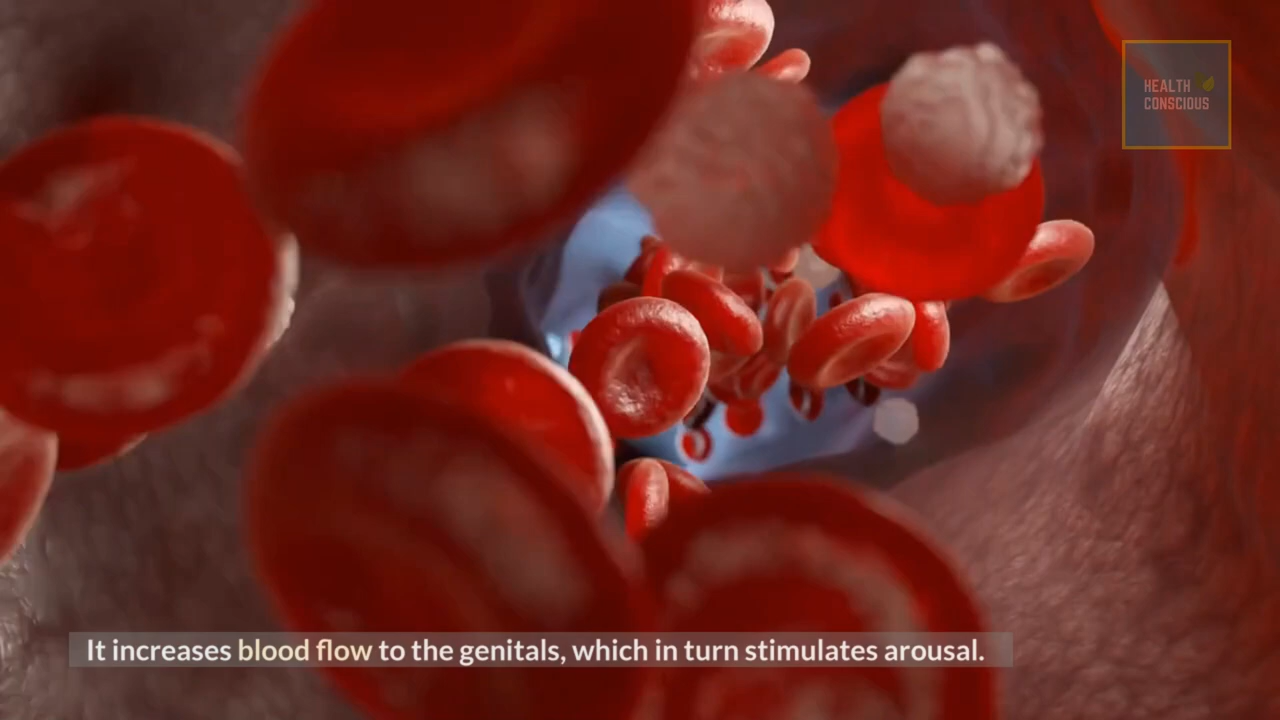 HEALTH
CONSCIOUS
It increases blood flow to the genitals, which in turn stimulates arousal.